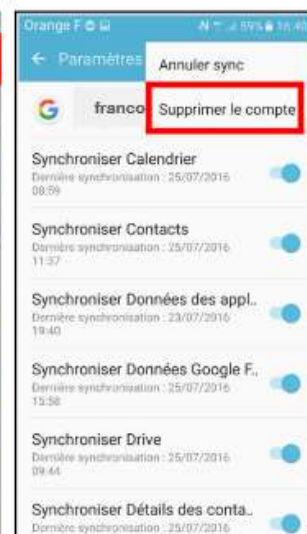 Orange F
59% 16:40
Paramètres
Annuler sync
franco
Supprimer le compte
Synchroniser Calendrier
Dernière synchronisation : 25/07/2016
08:59
Synchroniser Contacts
Dernière synchronisation : 25/07/2016
11:37
Synchroniser Données des appl..
Dernière synchronisation : 23/07/2016
19:40
Synchroniser Données Google F..
Dernière synchronisation : 25/07/2016
15:58
Synchroniser Drive
Dernière synchronisation : 25/07/2016
09:44
Synchroniser Détails des conta..
Dernière synchronisation : 25/07/2016